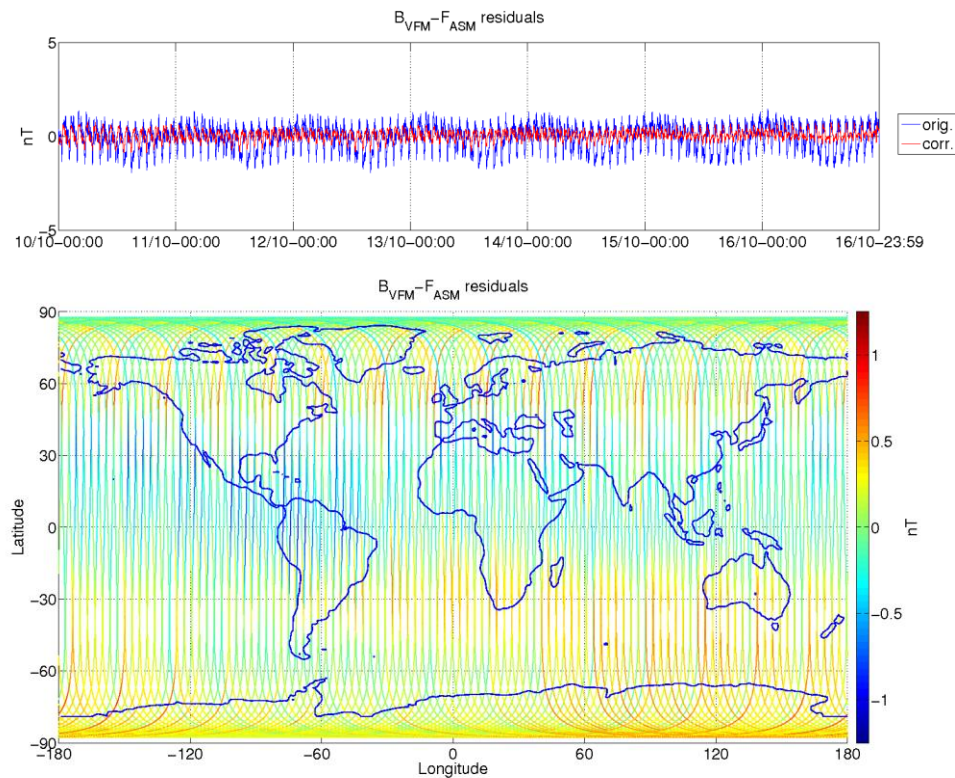 B_VFM–F_ASM residuals
5
nT
0
−5
orig.
corr.
10/10−00:00 11/10−00:00 12/10−00:00 13/10−00:00 14/10−00:00 15/10−00:00 16/10−00:00 16/10−23:59
B_VFM–F_ASM residuals
90
60
30
Latitude
0
−30
−60
−90
−180 −120 −60 0 60 120 180
Longitude
1
0.5
0
nT
−0.5
−1